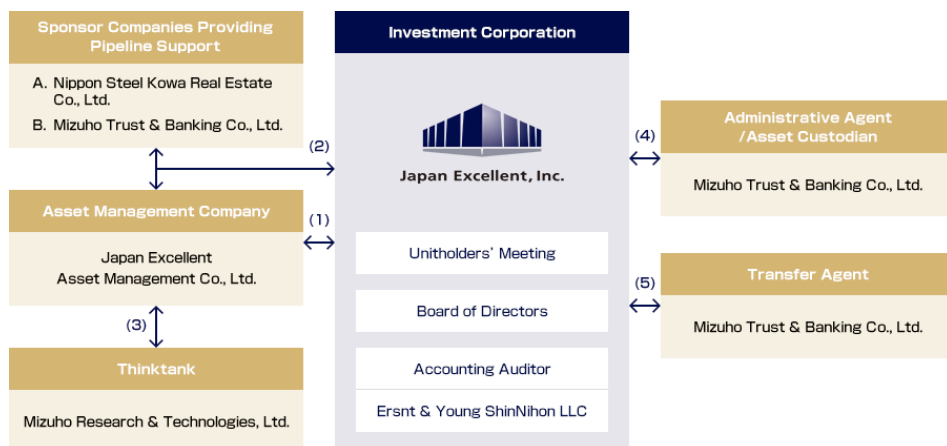 Sponsor Companies Providing
Pipeline Support
A. Nippon Steel Kowa Real Estate
Co., Ltd.
B. Mizuho Trust & Banking Co., Ltd.
(2)
Asset Management Company
Japan Excellent
Asset Management Co., Ltd.
(1)
(3)
Thinktank
Mizuho Research & Technologies, Ltd.
Investment Corporation
Japan Excellent, Inc.
Unitholders' Meeting
Board of Directors
Accounting Auditor
Ersnt & Young ShinNihon LLC
(4)
Administrative Agent
/Asset Custodian
Mizuho Trust & Banking Co., Ltd.
(5)
Transfer Agent
Mizuho Trust & Banking Co., Ltd.